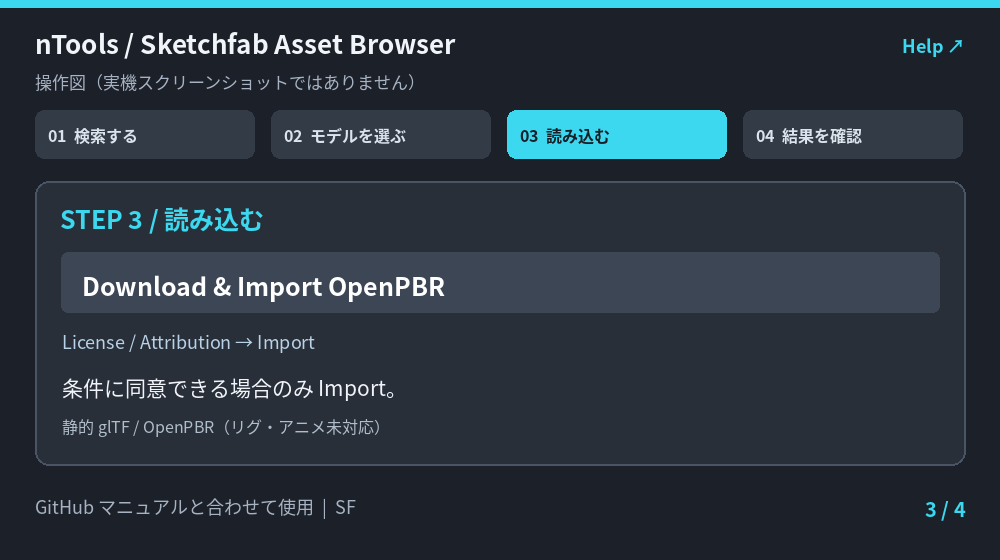 nTools / Sketchfab Asset Browser
Help ↗
操作図（実機スクリーンショットではありません）
01 検索する
02 モデルを選ぶ
03 読み込む
04 結果を確認
STEP 3 / 読み込む
Download & Import OpenPBR
License / Attribution → Import
条件に同意できる場合のみ Import。
静的 glTF / OpenPBR（リグ・アニメ未対応）
GitHub マニュアルと合わせて使用 | SF
3 / 4